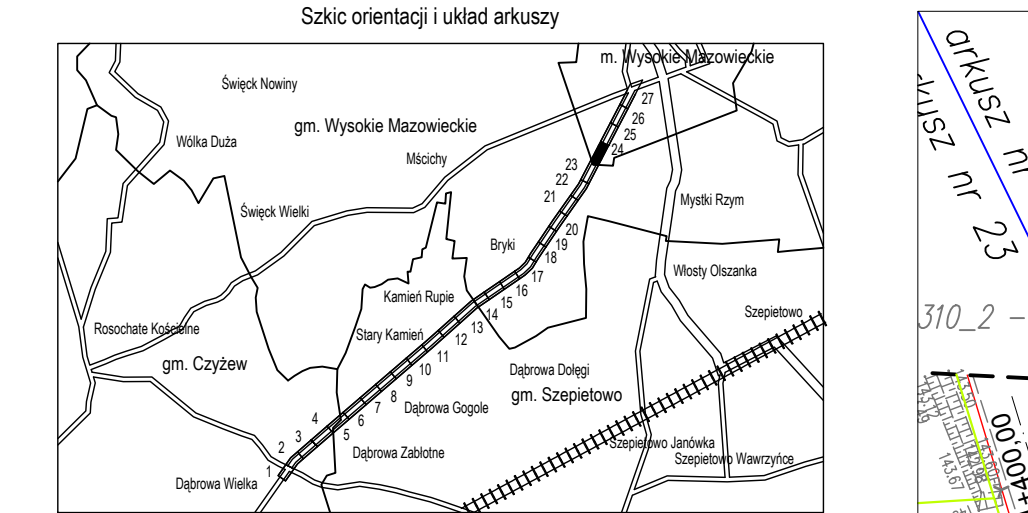 Szkic orientacji i układ arkuszy
m. Wysokie Mazowieckie
Święck Nowiny
27
gm. Wysokie Mazowieckie
26
25
Wólka Duża
24
Mścichy
23
22
Mystki Rzym
21
Święck Wielki
20
Bryki
19
18
Włosty Olszanka
17
16
Kamień Rupie
15
14
Szepietowo
13
Rosochate Kościelne
Stary Kamień
12
11
gm. Czyżew
10
Dąbrowa Dołęgi
9
8
gm. Szepietowo
7
Dąbrowa Gogole
6
4
5
3
2
Szepietowo Janówka
Dąbrowa Zabłotne
Szepietowo Wawrzyńce
1
Dąbrowa Wielka
arkusz nr
nr 23
310_2 -
143.67
+400,00